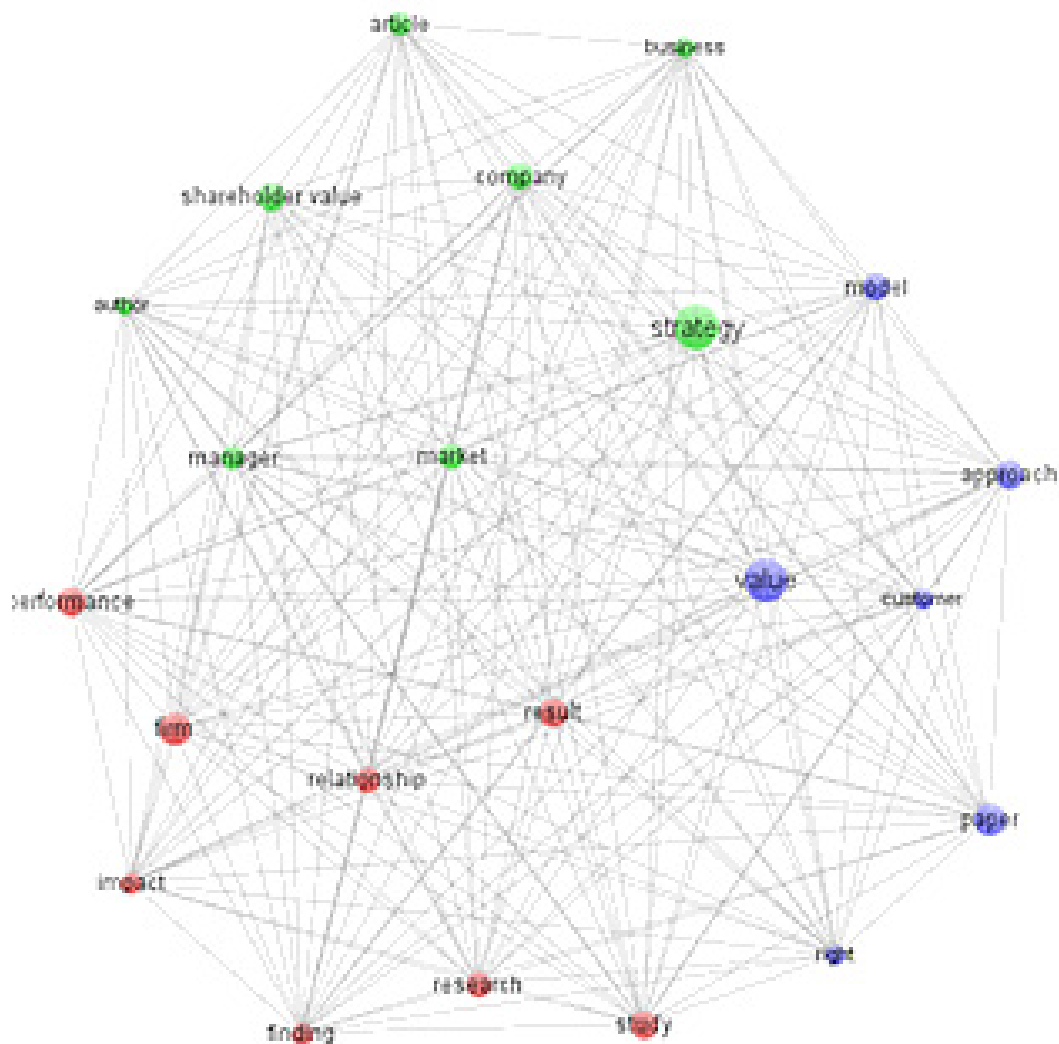 article
business
company
shareholder value
model
author
strategy
manager
market
approach
value
customer
performance
result
firm
relationship
paper
impact
right
research
study
finding